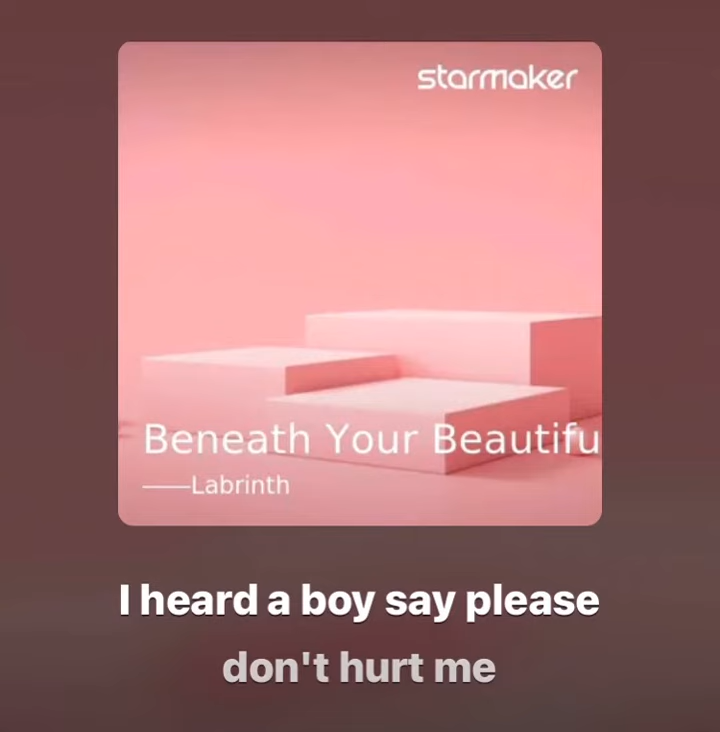 starmaker
Beneath Your Beautifu
——Labrinth
I heard a boy say please
don't hurt me